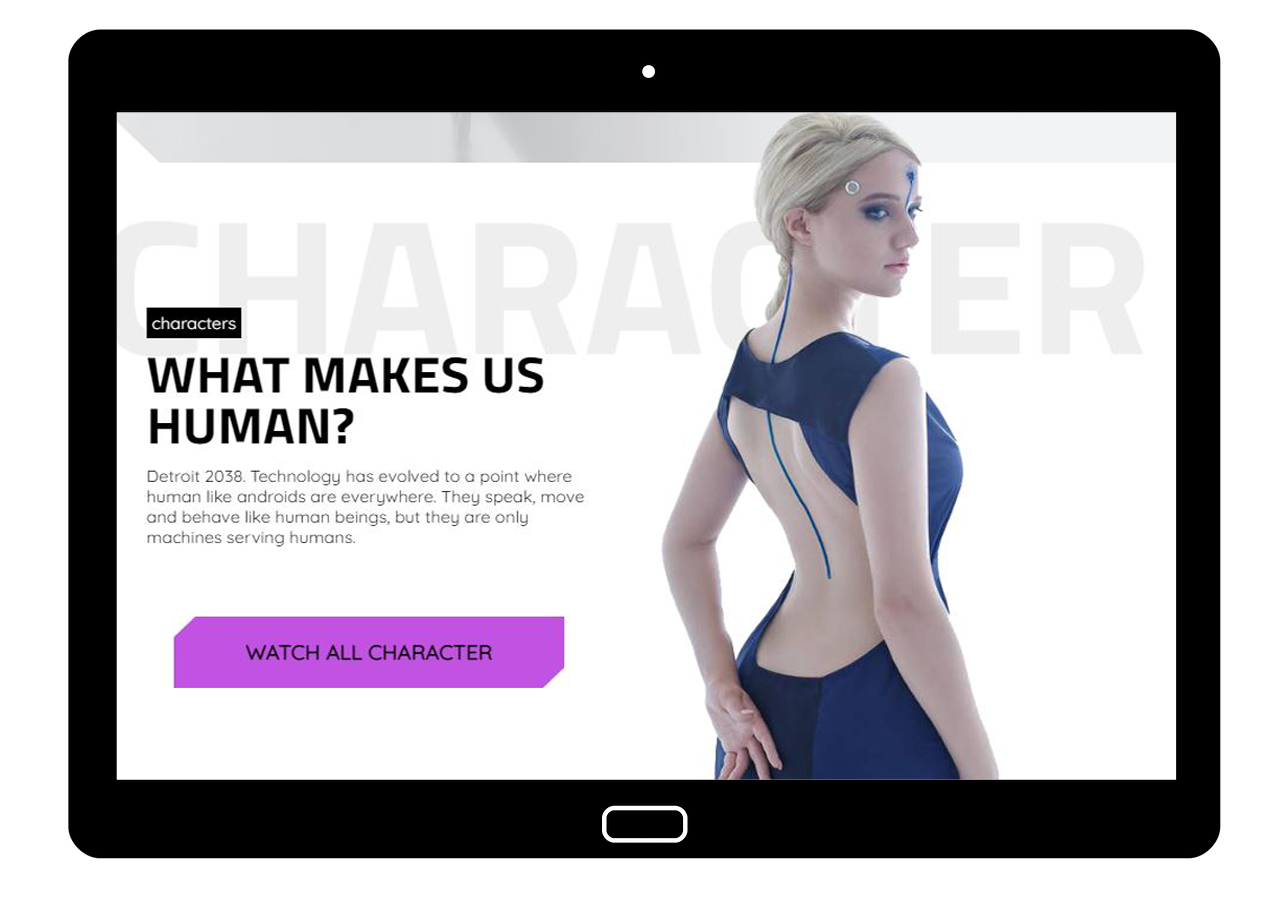 CHARACTER
characters
WHAT MAKES US
HUMAN?
Detroit 2038. Technology has evolved to a point where
human like androids are everywhere. They speak, move
and behave like human beings, but they are only
machines serving humans.
WATCH ALL CHARACTER